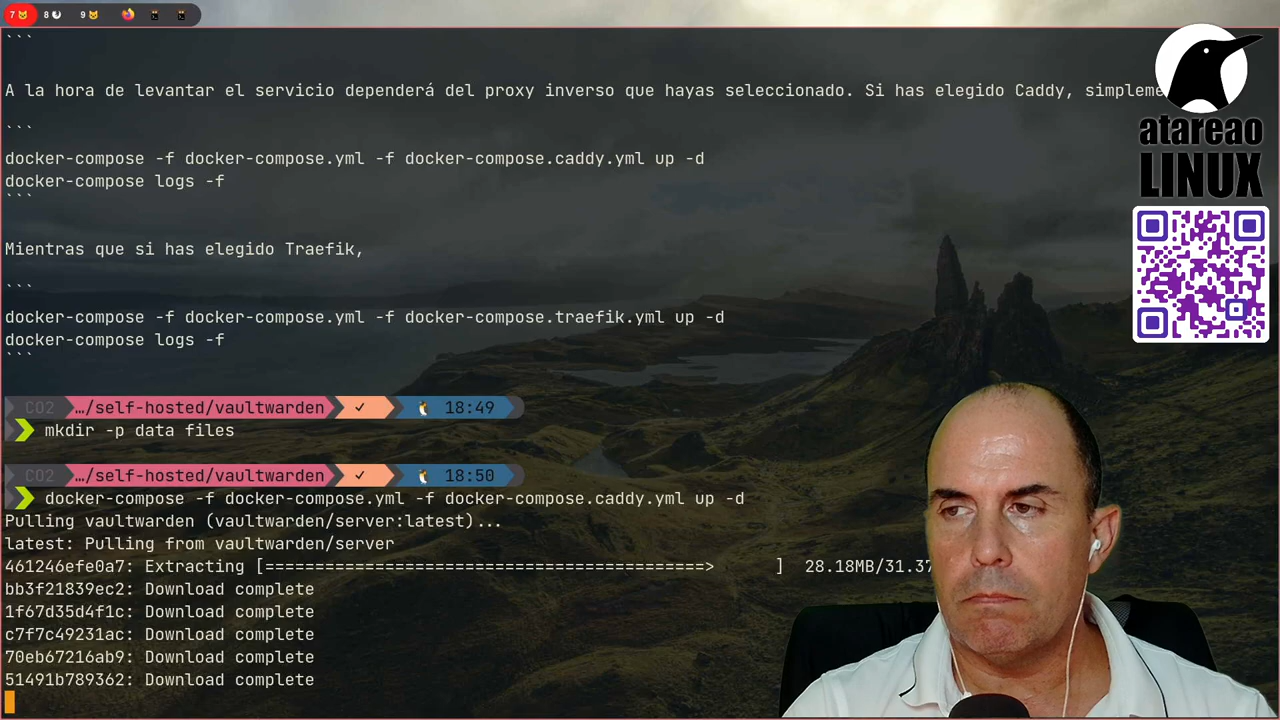 7 8 9
```
A la hora de levantar el servicio dependerá del proxy inverso que hayas seleccionado. Si has elegido Caddy, simpleme
```
docker-compose -f docker-compose.yml -f docker-compose.caddy.yml up -d
docker-compose logs -f
```
Mientras que si has elegido Traefik,
```
docker-compose -f docker-compose.yml -f docker-compose.traefik.yml up -d
docker-compose logs -f
```
CO2 …/self-hosted/vaultwarden ✓ 18:49
mkdir -p data files
CO2 …/self-hosted/vaultwarden ✓ 18:50
docker-compose -f docker-compose.yml -f docker-compose.caddy.yml up -d
Pulling vaultwarden (vaultwarden/server:latest)...
latest: Pulling from vaultwarden/server
461246efe0a7: Extracting [============================================>      ]  28.18MB/31.37
bb3f21839ec2: Download complete
1f67d35d4f1c: Download complete
c7f7c49231ac: Download complete
70eb67216ab9: Download complete
51491b789362: Download complete
atareao
LINUX